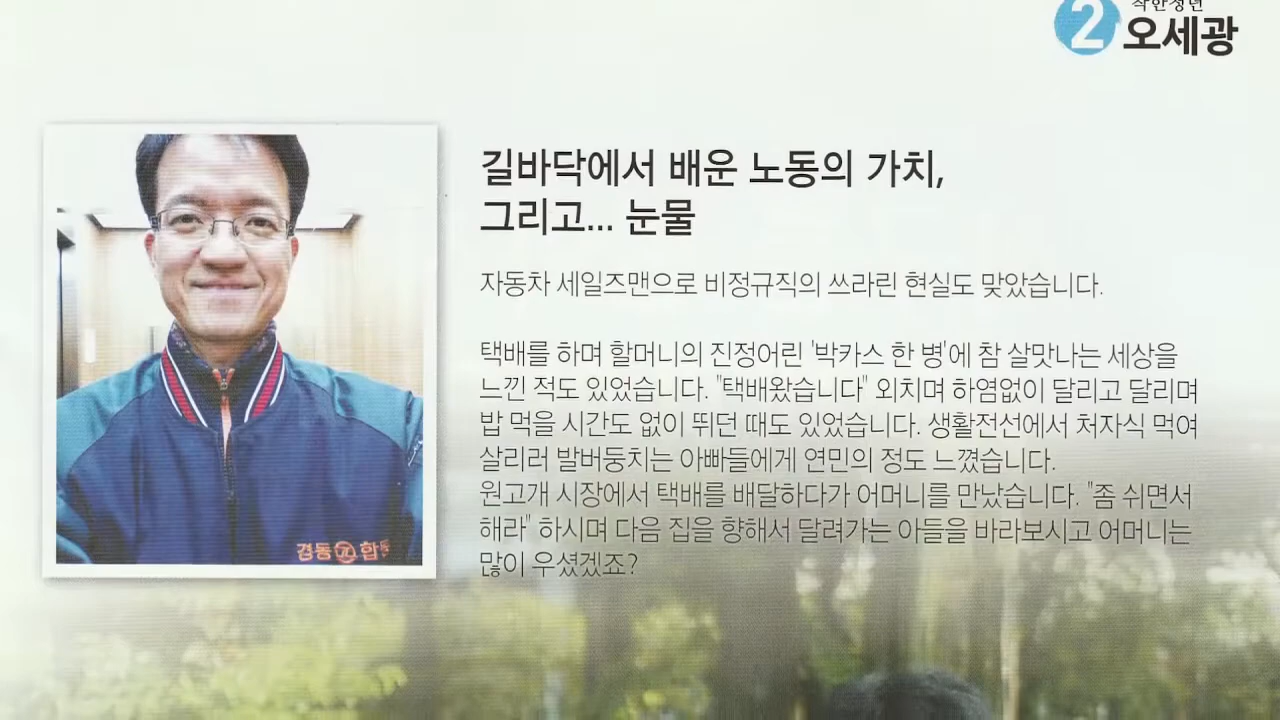 2
착한청년
오세광
길바닥에서 배운 노동의 가치,
그리고... 눈물
자동차 세일즈맨으로 비정규직의 쓰라린 현실도 맞았습니다.
택배를 하며 할머니의 진정어린 '박카스 한 병'에 참 살맛나는 세상을
느낀 적도 있었습니다. "택배왔습니다" 외치며 하염없이 달리고 달리며
밥 먹을 시간도 없이 뛰던 때도 있었습니다. 생활전선에서 처자식 먹여
살리러 발버둥치는 아빠들에게 연민의 정도 느꼈습니다.
원고개 시장에서 택배를 배달하다가 어머니를 만났습니다. "좀 쉬면서
해라" 하시며 다음 집을 향해서 달려가는 아들을 바라보시고 어머니는
많이 우셨겠죠?
경동 합동